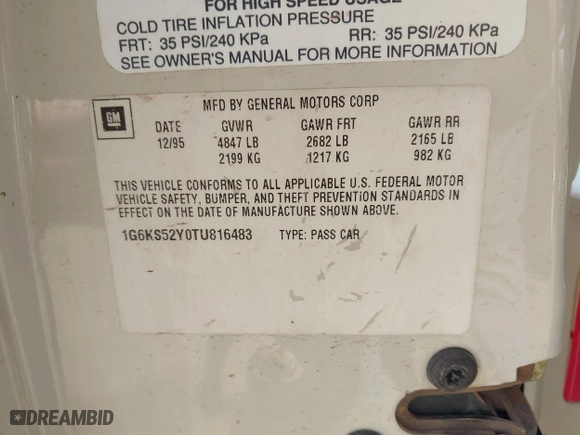 FOR HIGH SPEED USAGE
COLD TIRE INFLATION PRESSURE
FRT: 35 PSI/240 KPa RR: 35 PSI/240 KPa
SEE OWNER'S MANUAL FOR MORE INFORMATION
GM
MFD BY GENERAL MOTORS CORP
DATE GVWR GAWR FRT GAWR RR
12/95 4847 LB 2682 LB 2165 LB
2199 KG 1217 KG 982 KG
THIS VEHICLE CONFORMS TO ALL APPLICABLE U.S. FEDERAL MOTOR
VEHICLE SAFETY, BUMPER, AND THEFT PREVENTION STANDARDS IN
EFFECT ON THE DATE OF MANUFACTURE SHOWN ABOVE.
1G6KS52Y0TU816483 TYPE: PASS CAR
DREAMBID